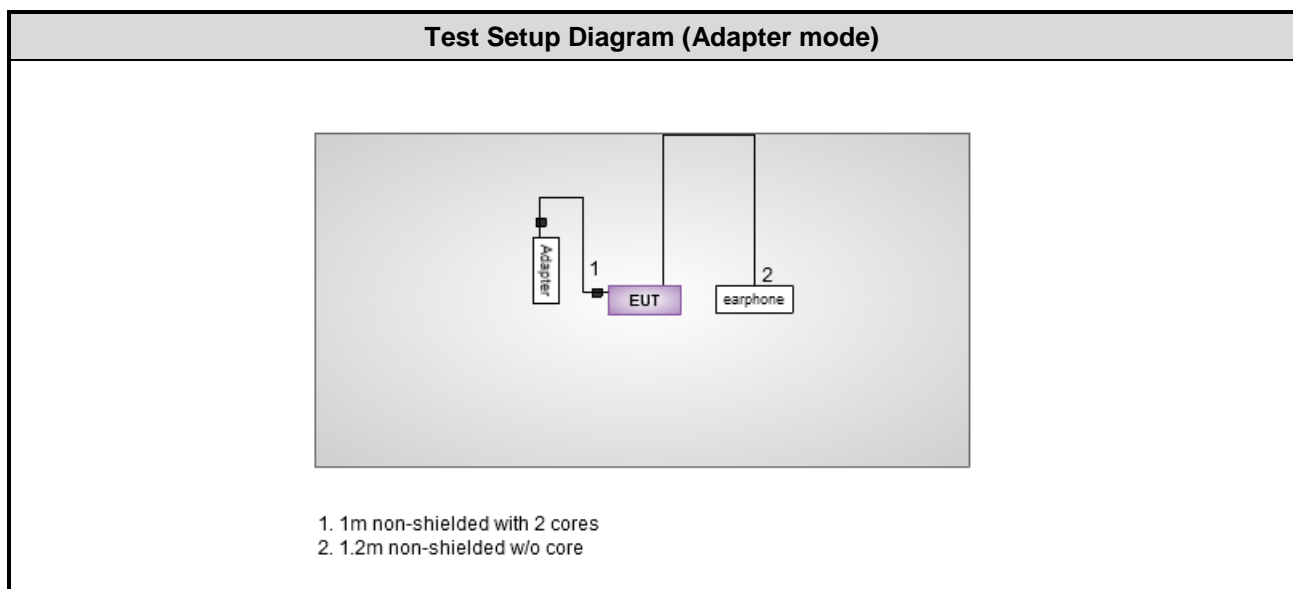 Test Setup Diagram (Adapter mode)
Adapter
1
EUT
2
earphone
1. 1m non-shielded with 2 cores
2. 1.2m non-shielded w/o core